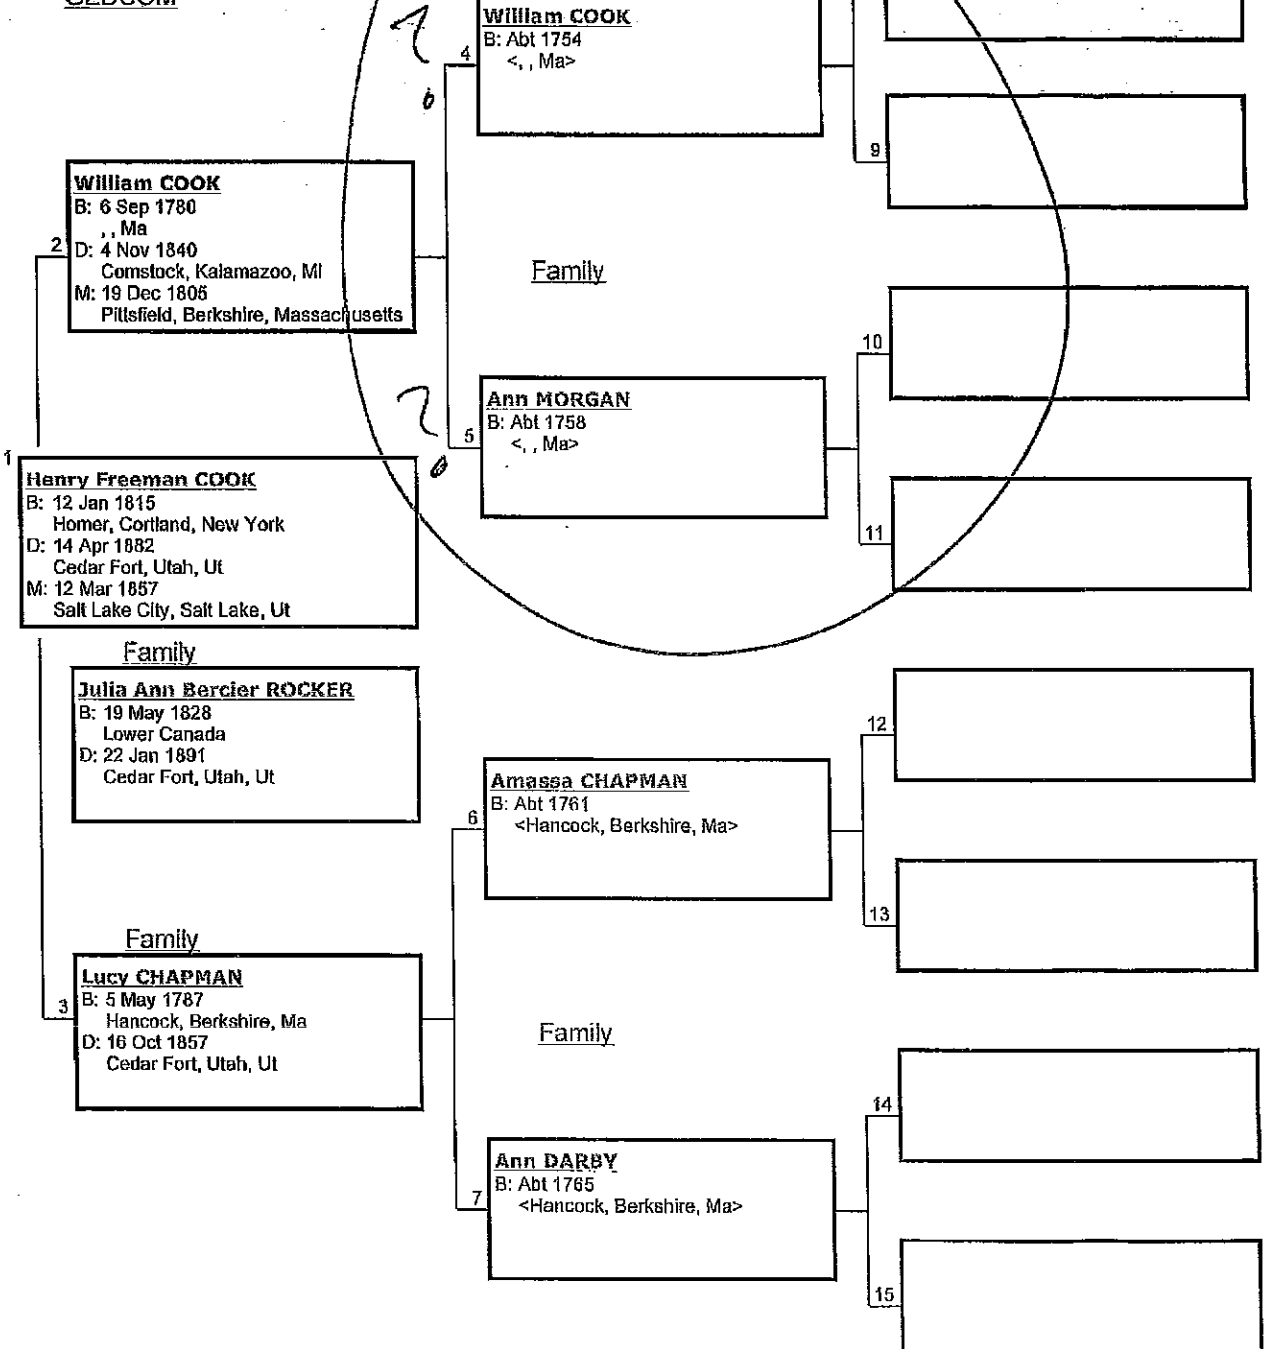 GEDCOM
William COOK
B: Abt 1754
<, , Ma>
4
9
William COOK
B: 6 Sep 1780
, , Ma
2
D: 4 Nov 1840
Comstock, Kalamazoo, MI
M: 19 Dec 1805
Pittsfield, Berkshire, Massachusetts
Family
10
Ann MORGAN
B: Abt 1758
<, , Ma>
5
11
1
Henry Freeman COOK
B: 12 Jan 1815
Homer, Cortland, New York
D: 14 Apr 1882
Cedar Fort, Utah, Ut
M: 12 Mar 1857
Salt Lake City, Salt Lake, Ut
Family
Julia Ann Bercier ROCKER
B: 19 May 1828
Lower Canada
D: 22 Jan 1891
Cedar Fort, Utah, Ut
12
Amassa CHAPMAN
B: Abt 1761
<Hancock, Berkshire, Ma>
6
13
Family
Lucy CHAPMAN
B: 5 May 1787
Hancock, Berkshire, Ma
D: 16 Oct 1857
Cedar Fort, Utah, Ut
3
Family
14
Ann DARBY
B: Abt 1765
<Hancock, Berkshire, Ma>
7
15